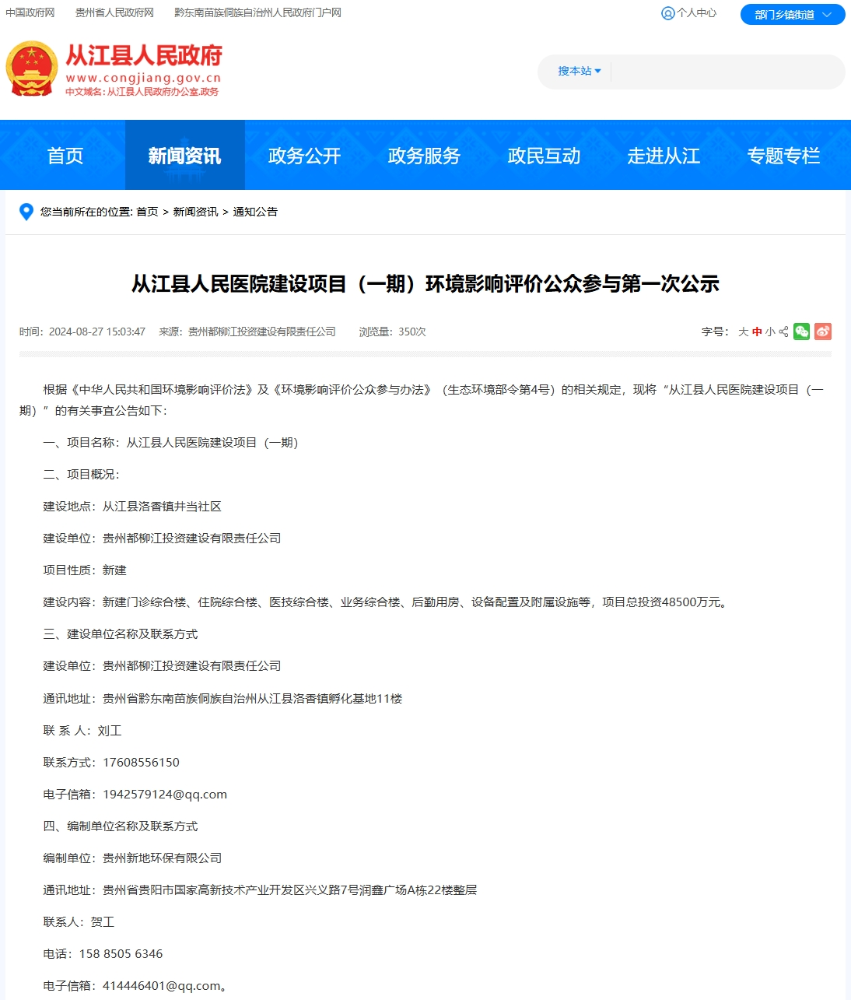 中国政府网 贵州省人民政府网 黔东南苗族侗族自治州人民政府门户网 个人中心 部门乡镇街道
从江县人民政府
www.congjiang.gov.cn
中文域名：从江县人民政府办公室.政务
搜本站
首页 新闻资讯 政务公开 政务服务 政民互动 走进从江 专题专栏
您当前所在的位置: 首页 > 新闻资讯 > 通知公告
从江县人民医院建设项目（一期）环境影响评价公众参与第一次公示
时间：2024-08-27 15:03:47 来源：贵州都柳江投资建设有限责任公司 浏览量：350次 字号： 大 中 小
根据《中华人民共和国环境影响评价法》及《环境影响评价公众参与办法》（生态环境部令第4号）的相关规定，现将“从江县人民医院建设项目（一
期）”的有关事宜公告如下：
一、项目名称：从江县人民医院建设项目（一期）
二、项目概况：
建设地点：从江县洛香镇井当社区
建设单位：贵州都柳江投资建设有限责任公司
项目性质：新建
建设内容：新建门诊综合楼、住院综合楼、医技综合楼、业务综合楼、后勤用房、设备配置及附属设施等，项目总投资48500万元。
三、建设单位名称及联系方式
建设单位：贵州都柳江投资建设有限责任公司
通讯地址：贵州省黔东南苗族侗族自治州从江县洛香镇孵化基地11楼
联 系 人：刘工
联系方式：17608556150
电子信箱：1942579124@qq.com
四、编制单位名称及联系方式
编制单位：贵州新地环保有限公司
通讯地址：贵州省贵阳市国家高新技术产业开发区兴义路7号润鑫广场A栋22楼整层
联系人：贺工
电话：158 8505 6346
电子信箱：414446401@qq.com。